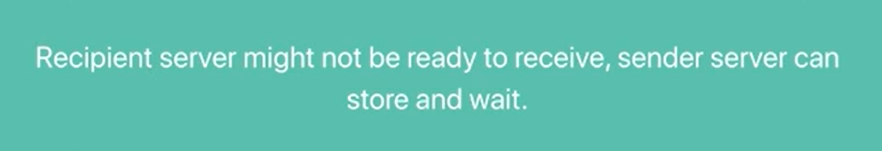 Recipient server might not be ready to receive, sender server can
store and wait.